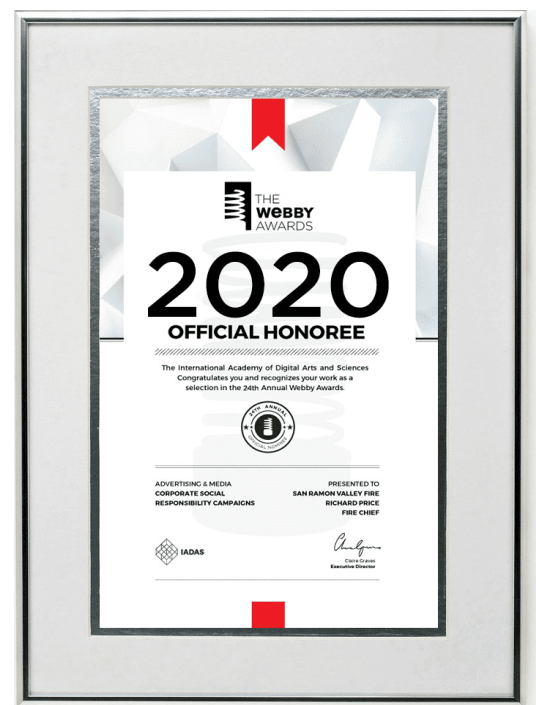 THE
WEBBY
AWARDS
2020
OFFICIAL HONOREE
The International Academy of Digital Arts and Sciences
Congratulates you and recognizes your work as a
selection in the 24th Annual Webby Awards.
24TH ANNUAL
OFFICIAL HONOREE
ADVERTISING & MEDIA
CORPORATE SOCIAL
RESPONSIBILITY CAMPAIGNS
PRESENTED TO
SAN RAMON VALLEY FIRE
RICHARD PRICE
FIRE CHIEF
IADAS
Claire Graves
Executive Director